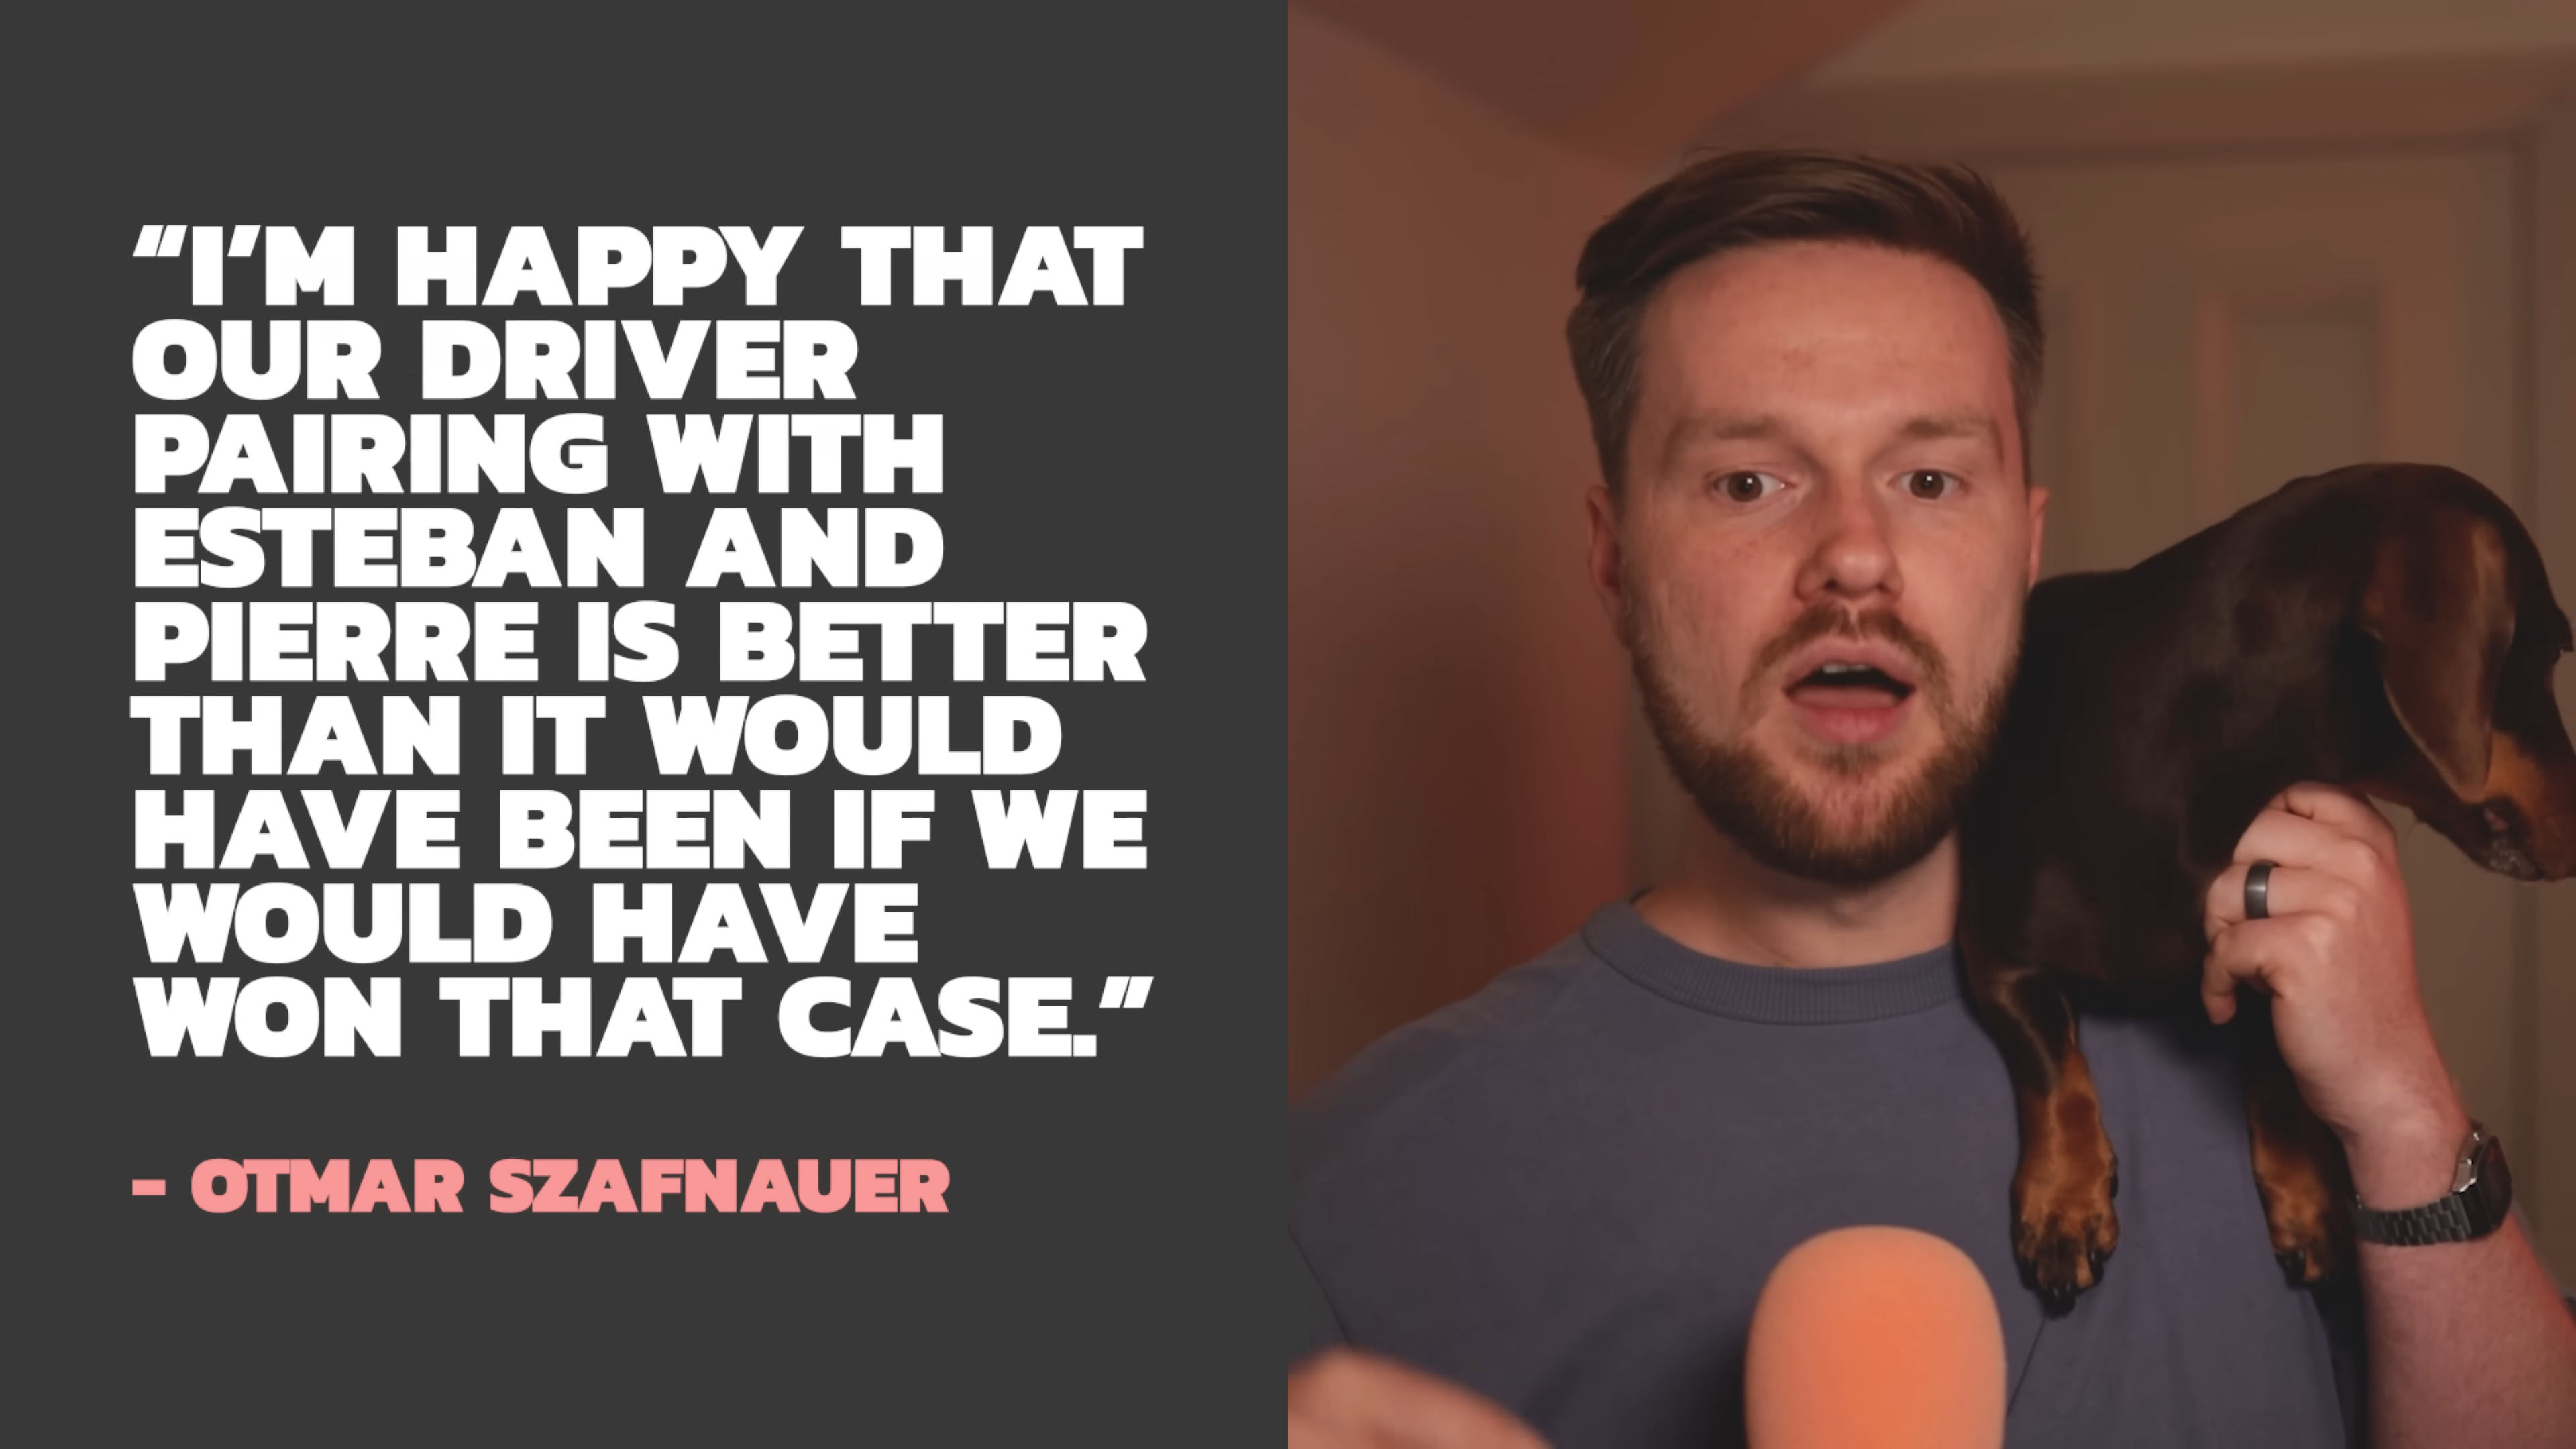 “I’M HAPPY THAT
OUR DRIVER
PAIRING WITH
ESTEBAN AND
PIERRE IS BETTER
THAN IT WOULD
HAVE BEEN IF WE
WOULD HAVE
WON THAT CASE.”
- OTMAR SZAFNAUER